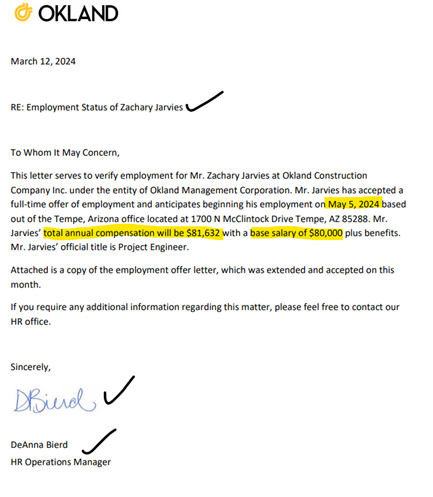 OKLAND
March 12, 2024
RE: Employment Status of Zachary Jarvies
To Whom It May Concern,
This letter serves to verify employment for Mr. Zachary Jarvies at Okland Construction
Company Inc. under the entity of Okland Management Corporation. Mr. Jarvies has accepted a
full-time offer of employment and anticipates beginning his employment on May 5, 2024 based
out of the Tempe, Arizona office located at 1700 N McClintock Drive Tempe, AZ 85288. Mr.
Jarvies’ total annual compensation will be $81,632 with a base salary of $80,000 plus benefits.
Mr. Jarvies’ official title is Project Engineer.
Attached is a copy of the employment offer letter, which was extended and accepted on this
month.
If you require any additional information regarding this matter, please feel free to contact our
HR office.
Sincerely,
DBierd
DeAnna Bierd
HR Operations Manager